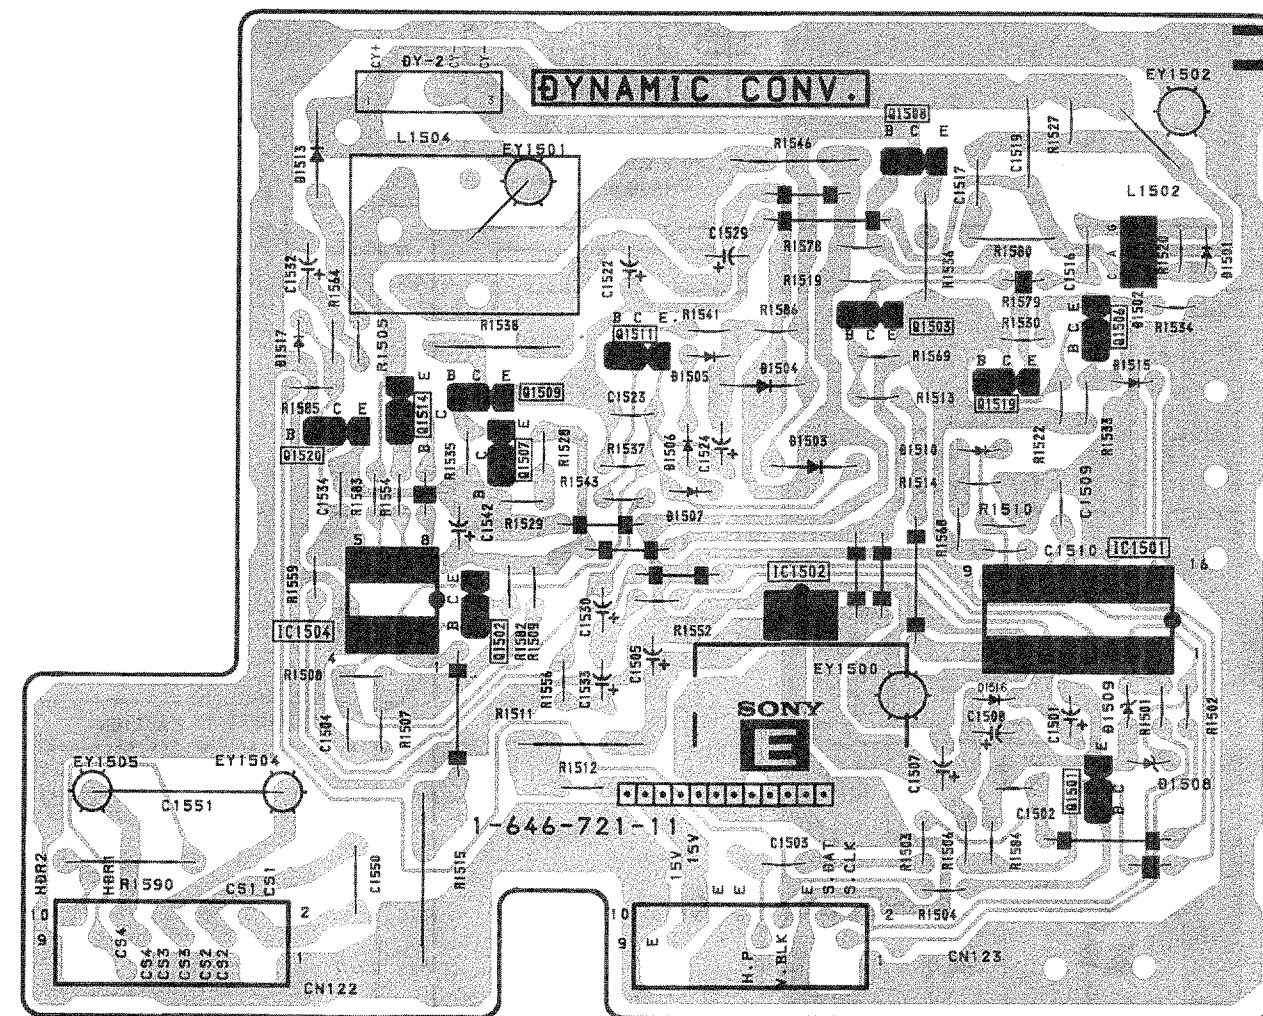 DY-2
CY+
CY-
DYNAMIC CONV.
EY1502
Q1508
B C E
L1504
EY1501
D1513
R1546
C1519
R1527
C1517
L1502
C1529
R1578
R1580
C1516
R1520
D1501
C1532
R1564
C1522
R1519
R1579
D1502
R1538
B C E
Q1511
R1541
R1586
Q1503
B C E
R1530
Q1506
B C E
R1534
D1517
R1505
D1505
D1504
R1569
D1515
R1585
B C E
Q1520
Q1514
B C E
B C E
Q1509
C1523
R1513
B C E
Q1519
R1535
Q1507
B C E
R1528
R1537
D1506
C1524
D1503
D1510
R1522
R1533
C1534
R1583
R1554
R1543
R1514
C1509
R1529
D1507
C1542
R1568
R1510
5 8
C1510
IC1501
R1559
IC1502
9 16
B C E
C1530
IC1504
Q1502
R1582
R1509
R1552
4 1
C1505
R1508
R1556
C1533
EY1500
1
D1516
C1504
R1507
R1511
SONY
E
C1508
C1501
D1509
R1501
R1502
EY1505
EY1504
R1512
C1507
Q1501
B C E
D1508
C1551
C1502
1-646-721-11
HDR2
HDR1
R1590
CS1
CS1
C1550
R1515
15V
15V
C1503
S.DAT
S.CLK
R1503
R1506
R1584
10 2
E E E
10 2
R1504
9 1
CS4
CS4
CS3
CS3
CS2
CS2
9 E 1
H.P
V.BLK
CN122
CN123